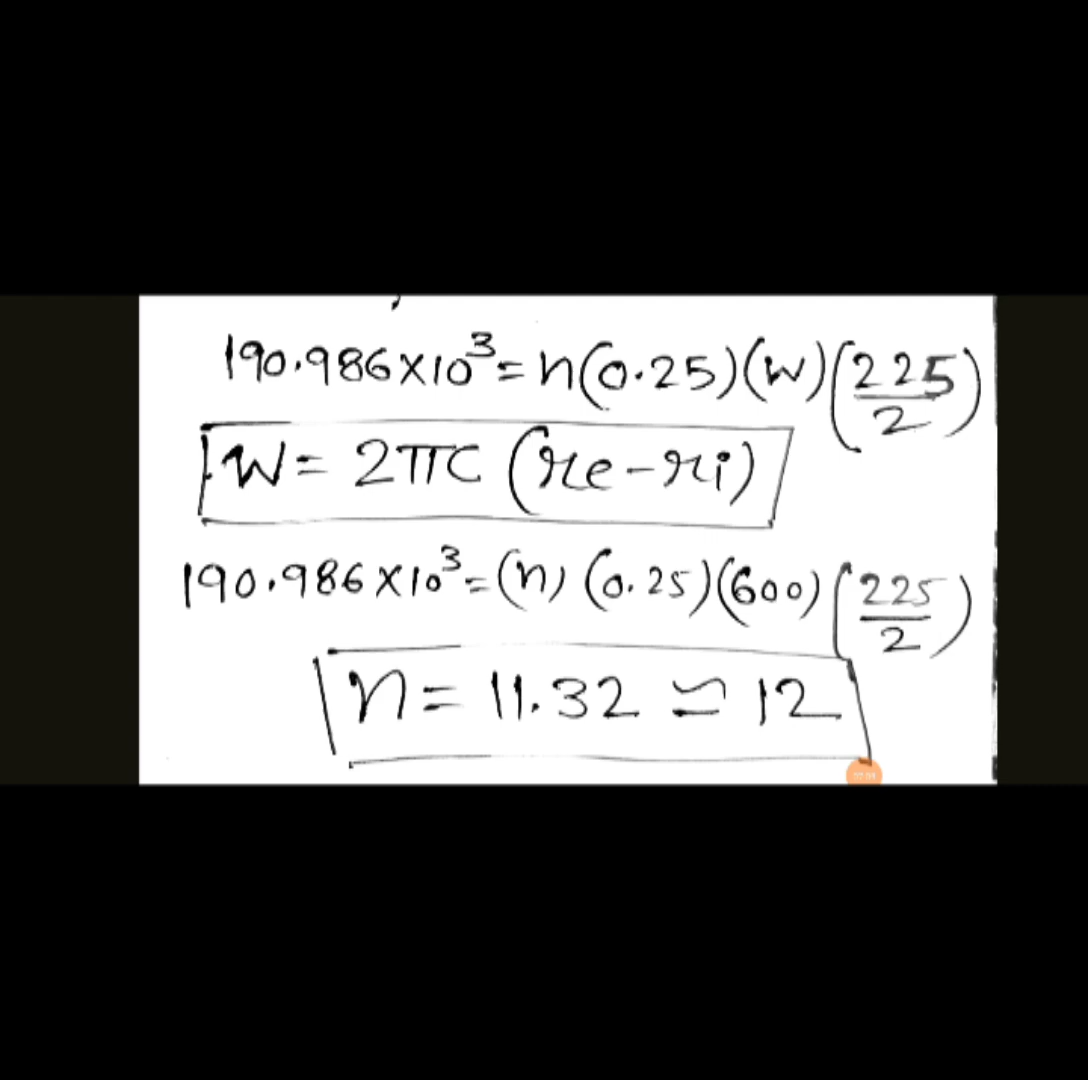 190.986×10³=n(0.25)(W)(225/2)
W= 2πC (re-ri)
190.986×10³=(n) (0.25)(600)(225/2)
n= 11.32 ≃ 12